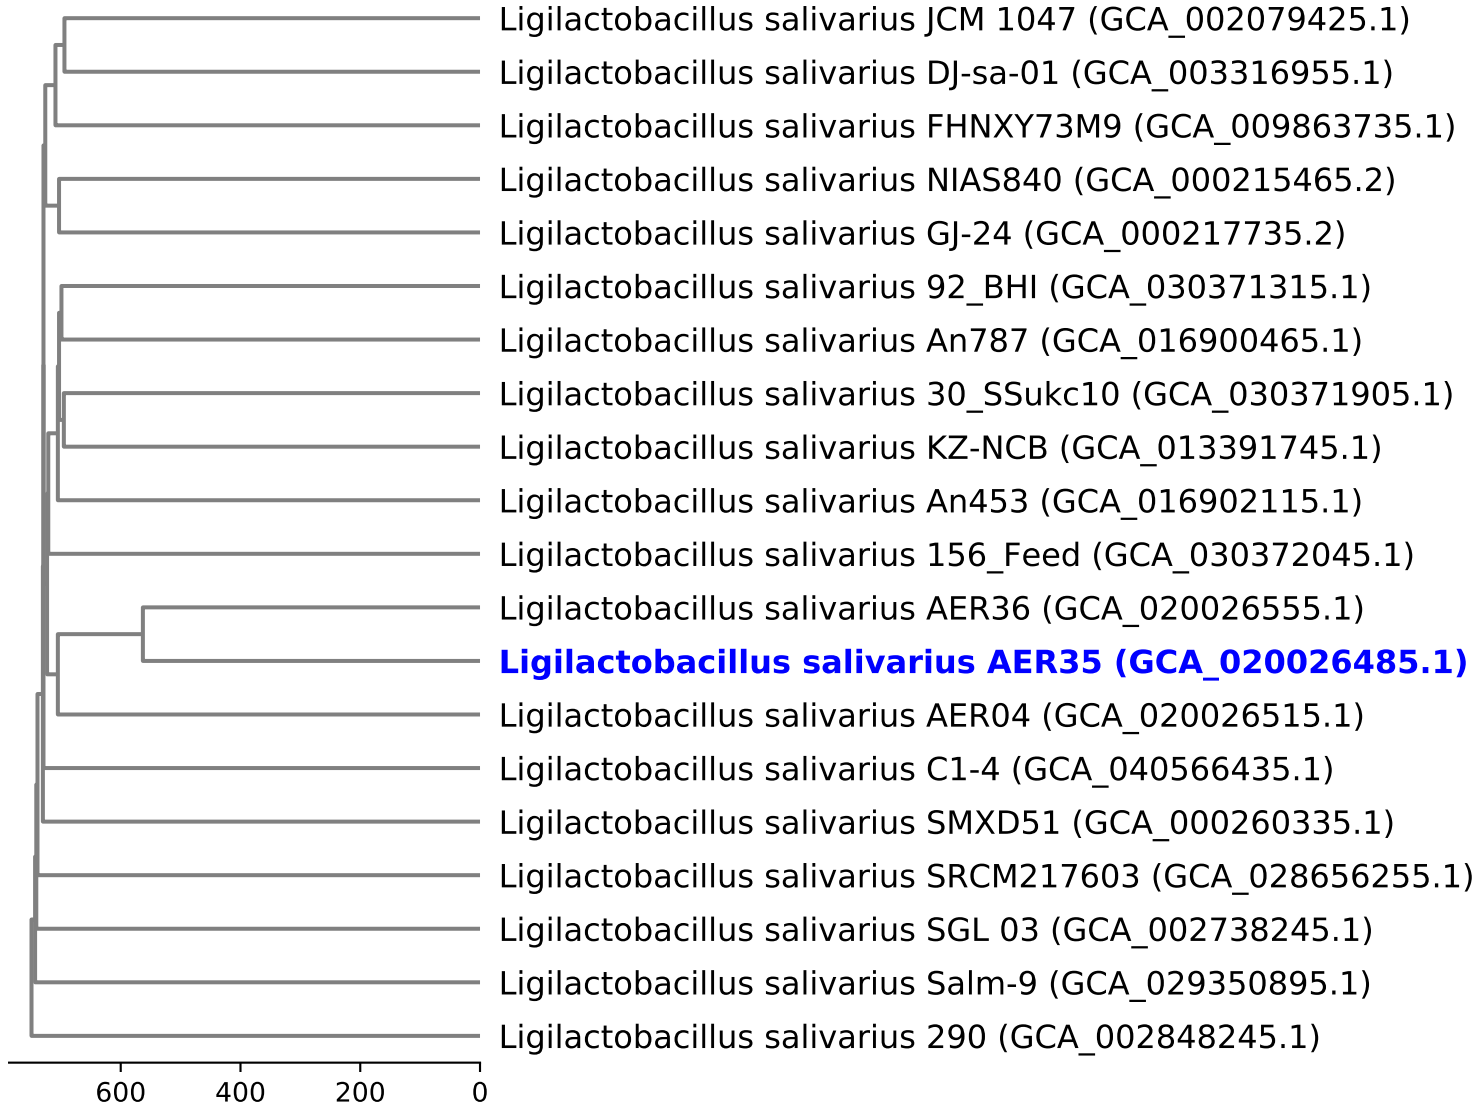 Ligilactobacillus salivarius JCM 1047 (GCA_002079425.1)
Ligilactobacillus salivarius DJ-sa-01 (GCA_003316955.1)
Ligilactobacillus salivarius FHNXY73M9 (GCA_009863735.1)
Ligilactobacillus salivarius NIAS840 (GCA_000215465.2)
Ligilactobacillus salivarius GJ-24 (GCA_000217735.2)
Ligilactobacillus salivarius 92_BHI (GCA_030371315.1)
Ligilactobacillus salivarius An787 (GCA_016900465.1)
Ligilactobacillus salivarius 30_SSukc10 (GCA_030371905.1)
Ligilactobacillus salivarius KZ-NCB (GCA_013391745.1)
Ligilactobacillus salivarius An453 (GCA_016902115.1)
Ligilactobacillus salivarius 156_Feed (GCA_030372045.1)
Ligilactobacillus salivarius AER36 (GCA_020026555.1)
Ligilactobacillus salivarius AER35 (GCA_020026485.1)
Ligilactobacillus salivarius AER04 (GCA_020026515.1)
Ligilactobacillus salivarius C1-4 (GCA_040566435.1)
Ligilactobacillus salivarius SMXD51 (GCA_000260335.1)
Ligilactobacillus salivarius SRCM217603 (GCA_028656255.1)
Ligilactobacillus salivarius SGL 03 (GCA_002738245.1)
Ligilactobacillus salivarius Salm-9 (GCA_029350895.1)
Ligilactobacillus salivarius 290 (GCA_002848245.1)
600 400 200 0